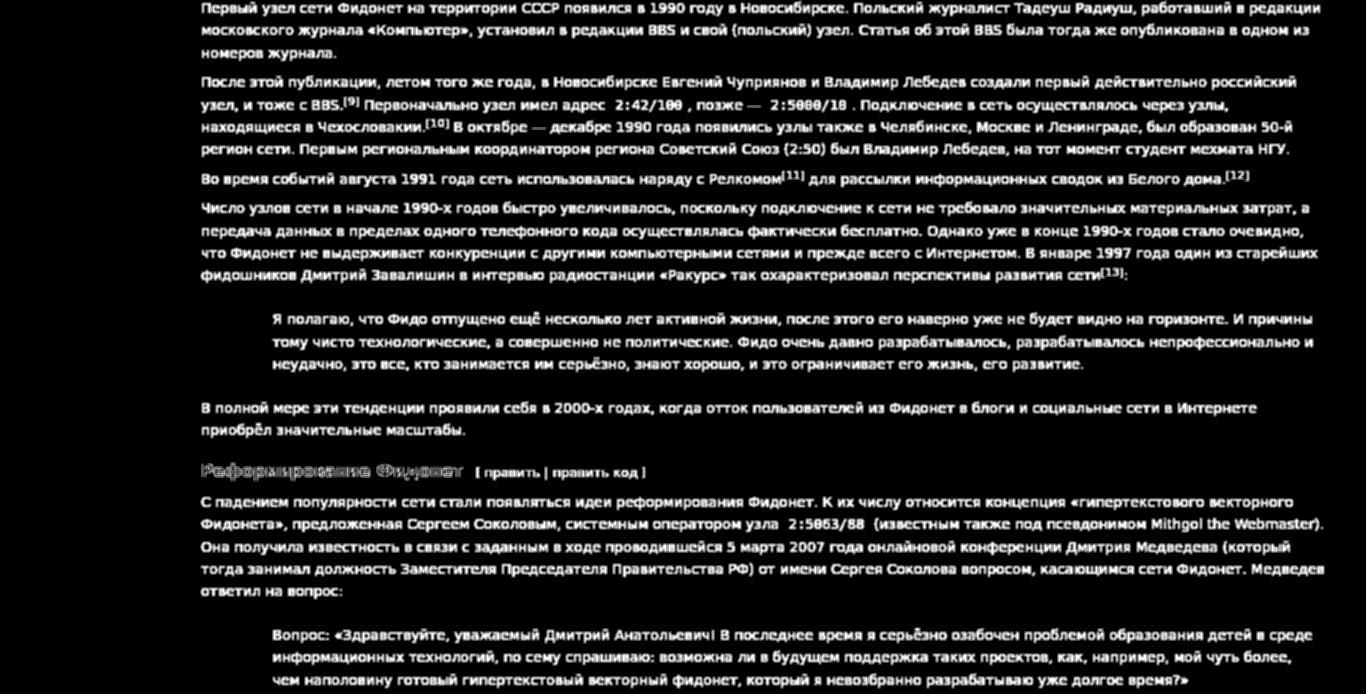 Первый узел сети Фидонет на территории СССР появился в 1990 году в Новосибирске. Польский журналист Тадеуш Радиуш, работавший в редакции
московского журнала «Компьютер», установил в редакции BBS и свой (польский) узел. Статья об этой BBS была тогда же опубликована в одном из
номеров журнала.
После этой публикации, летом того же года, в Новосибирске Евгений Чуприянов и Владимир Лебедев создали первый действительно российский
узел, и тоже с BBS.[9] Первоначально узел имел адрес 2:42/100 , позже — 2:5000/10 . Подключение в сеть осуществлялось через узлы,
находящиеся в Чехословакии.[10] В октябре — декабре 1990 года появились узлы также в Челябинске, Москве и Ленинграде, был образован 50-й
регион сети. Первым региональным координатором региона Советский Союз (2:50) был Владимир Лебедев, на тот момент студент мехмата НГУ.
Во время событий августа 1991 года сеть использовалась наряду с Релкомом[11] для рассылки информационных сводок из Белого дома.[12]
Число узлов сети в начале 1990-х годов быстро увеличивалось, поскольку подключение к сети не требовало значительных материальных затрат, а
передача данных в пределах одного телефонного кода осуществлялась фактически бесплатно. Однако уже в конце 1990-х годов стало очевидно,
что Фидонет не выдерживает конкуренции с другими компьютерными сетями и прежде всего с Интернетом. В январе 1997 года один из старейших
фидошников Дмитрий Завалишин в интервью радиостанции «Ракурс» так охарактеризовал перспективы развития сети[13]:
Я полагаю, что Фидо отпущено ещё несколько лет активной жизни, после этого его наверно уже не будет видно на горизонте. И причины
тому чисто технологические, а совершенно не политические. Фидо очень давно разрабатывалось, разрабатывалось непрофессионально и
неудачно, это все, кто занимается им серьёзно, знают хорошо, и это ограничивает его жизнь, его развитие.
В полной мере эти тенденции проявили себя в 2000-х годах, когда отток пользователей из Фидонет в блоги и социальные сети в Интернете
приобрёл значительные масштабы.
Реформирование Фидонет [ править | править код ]
С падением популярности сети стали появляться идеи реформирования Фидонет. К их числу относится концепция «гипертекстового векторного
Фидонета», предложенная Сергеем Соколовым, системным оператором узла 2:5063/88 (известным также под псевдонимом Mithgol the Webmaster).
Она получила известность в связи с заданным в ходе проводившейся 5 марта 2007 года онлайновой конференции Дмитрия Медведева (который
тогда занимал должность Заместителя Председателя Правительства РФ) от имени Сергея Соколова вопросом, касающимся сети Фидонет. Медведев
ответил на вопрос:
Вопрос: «Здравствуйте, уважаемый Дмитрий Анатольевич! В последнее время я серьёзно озабочен проблемой образования детей в среде
информационных технологий, по сему спрашиваю: возможна ли в будущем поддержка таких проектов, как, например, мой чуть более,
чем наполовину готовый гипертекстовый векторный фидонет, который я невозбранно разрабатываю уже долгое время?»